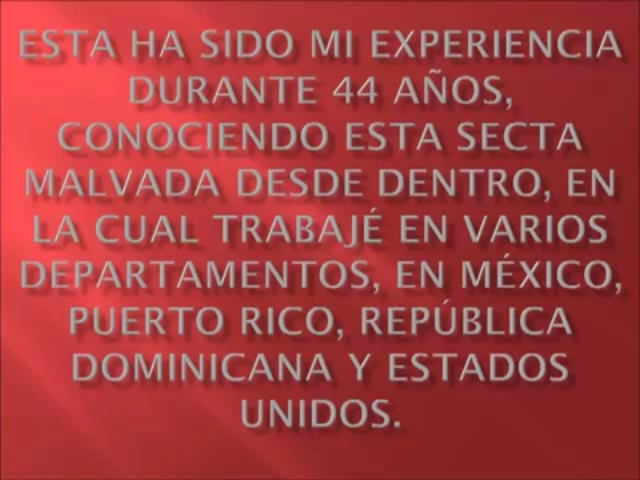 ESTA HA SIDO MI EXPERIENCIA
DURANTE 44 AÑOS,
CONOCIENDO ESTA SECTA
MALVADA DESDE DENTRO, EN
LA CUAL TRABAJÉ EN VARIOS
DEPARTAMENTOS, EN MÉXICO,
PUERTO RICO, REPÚBLICA
DOMINICANA Y ESTADOS
UNIDOS.